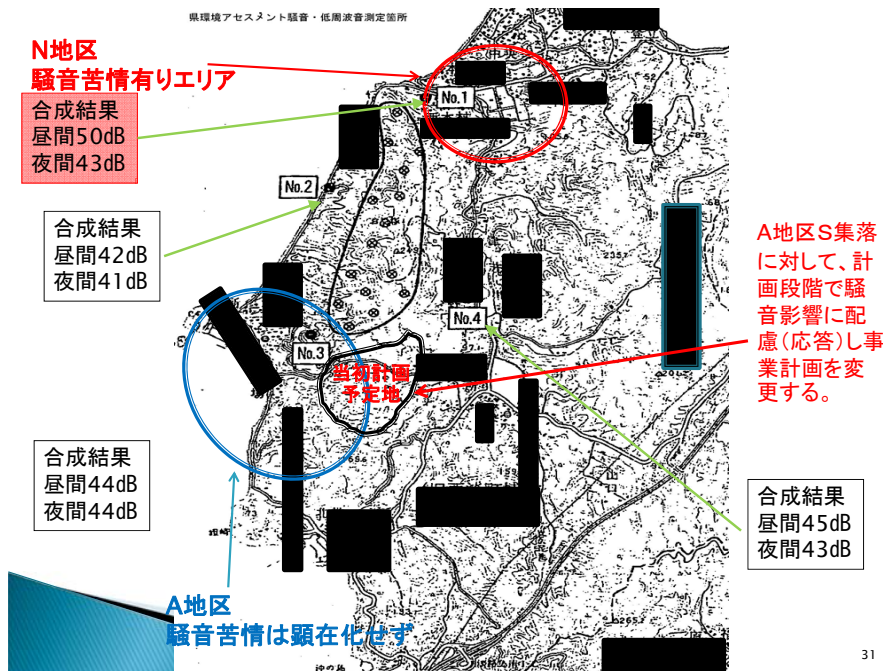 県環境アセスメント騒音・低周波音測定箇所
N地区
騒音苦情有りエリア
合成結果
昼間50dB
夜間43dB
No.1
No.2
合成結果
昼間42dB
夜間41dB
A地区S集落
に対して、計
画段階で騒
音影響に配
慮(応答)し事
業計画を変
更する。
No.3
No.4
当初計画
予定地
合成結果
昼間44dB
夜間44dB
合成結果
昼間45dB
夜間43dB
A地区
騒音苦情は顕在化せず
31